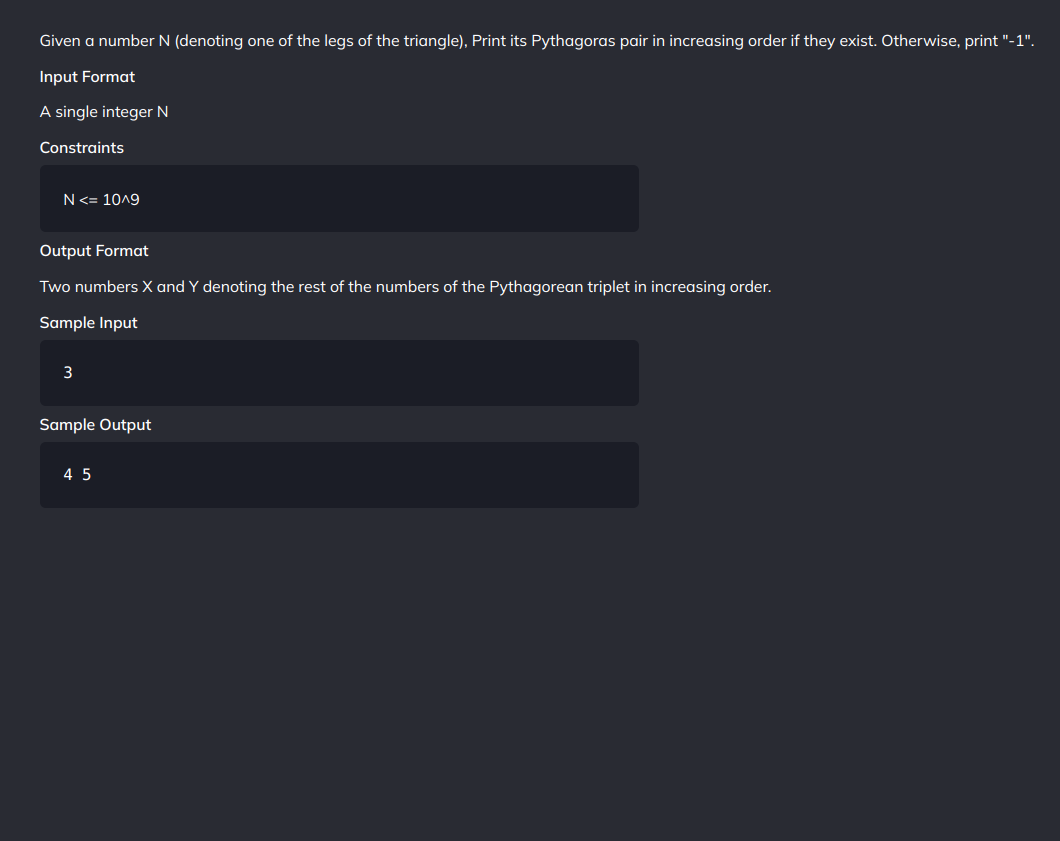 Given a number N (denoting one of the legs of the triangle), Print its Pythagoras pair in increasing order if they exist. Otherwise, print "-1".
Input Format
A single integer N
Constraints
N <= 10^9
Output Format
Two numbers X and Y denoting the rest of the numbers of the Pythagorean triplet in increasing order.
Sample Input
3
Sample Output
4 5